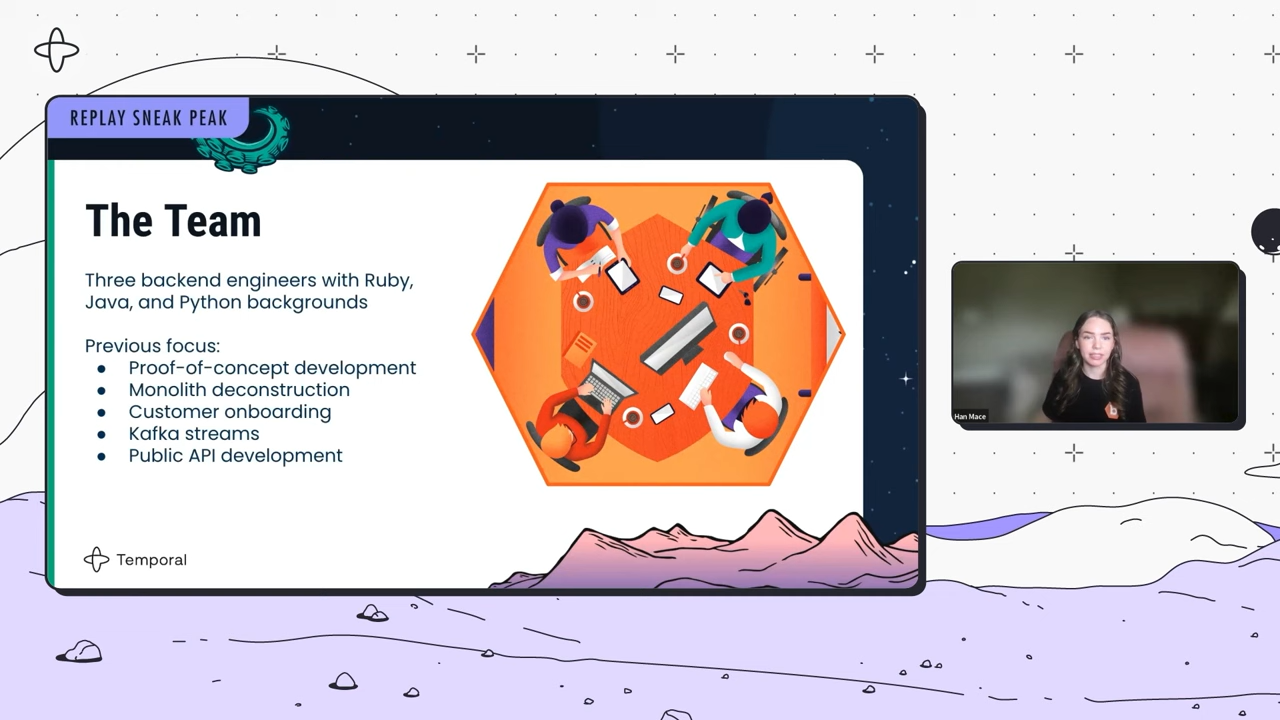 REPLAY SNEAK PEAK
The Team
Three backend engineers with Ruby,
Java, and Python backgrounds
Previous focus:
● Proof-of-concept development
● Monolith deconstruction
● Customer onboarding
● Kafka streams
● Public API development
Temporal
Han Mace